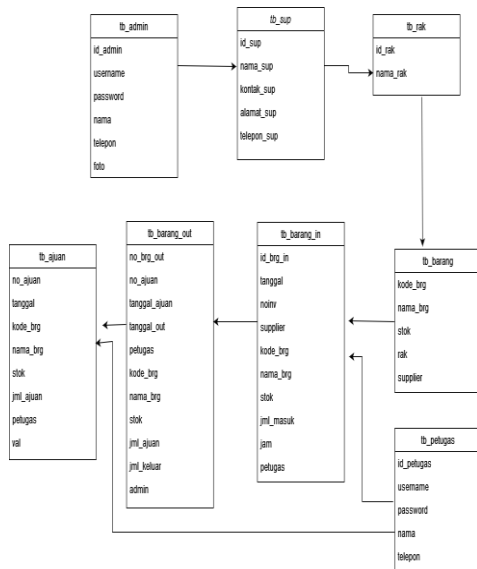 tb_admin
id_admin
username
password
nama
telepon
foto
tb_sup
id_sup
nama_sup
kontak_sup
alamat_sup
telepon_sup
tb_rak
id_rak
nama_rak
tb_ajuan
no_ajuan
tanggal
kode_brg
nama_brg
stok
jml_ajuan
petugas
val
tb_barang_out
no_brg_out
no_ajuan
tanggal_ajuan
tanggal_out
petugas
kode_brg
nama_brg
stok
jml_ajuan
jml_keluar
admin
tb_barang_in
id_brg_in
tanggal
noinv
supplier
kode_brg
nama_brg
stok
jml_masuk
jam
petugas
tb_barang
kode_brg
nama_brg
stok
rak
supplier
tb_petugas
id_petugas
username
password
nama
telepon